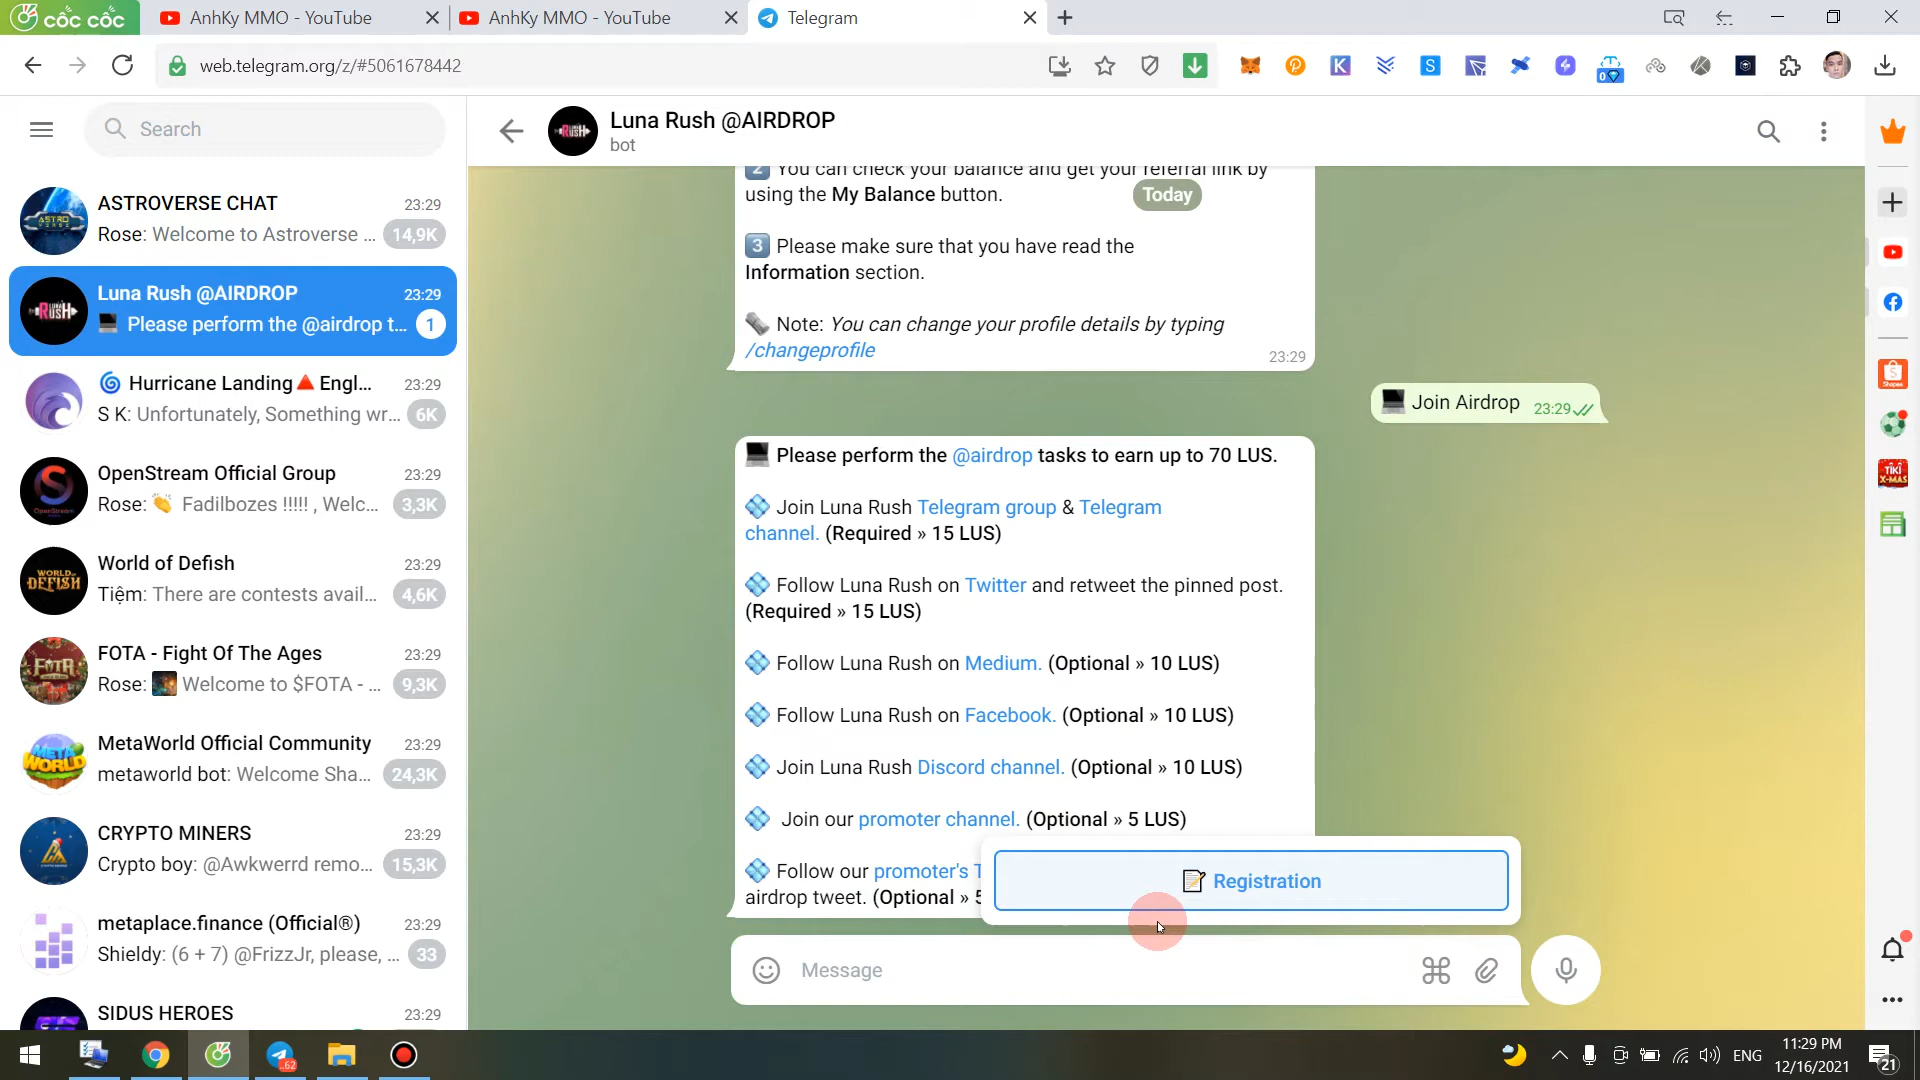 cốc cốc
AnhKy MMO - YouTube
AnhKy MMO - YouTube
Telegram
web.telegram.org/z/#5061678442
Search
ASTROVERSE CHAT 23:29
Rose: Welcome to Astroverse ... 14,9K
Luna Rush @AIRDROP 23:29
Please perform the @airdrop t... 1
Hurricane Landing🔺Engl... 23:29
S K: Unfortunately, Something wr... 6K
OpenStream Official Group 23:29
Rose: 👏 Fadilbozes !!!!! , Welc... 3,3K
World of Defish 23:29
Tiệm: There are contests avail... 4,6K
FOTA - Fight Of The Ages 23:29
Rose: Welcome to $FOTA - ... 9,3K
MetaWorld Official Community 23:29
metaworld bot: Welcome Sha... 24,3K
CRYPTO MINERS 23:29
Crypto boy: @Awkwerrd remo... 15,3K
metaplace.finance (Official®) 23:29
Shieldy: (6 + 7) @FrizzJr, please, ... 33
SIDUS HEROES 23:29
Luna Rush @AIRDROP
bot
2 You can check your balance and get your referral link by
using the My Balance button.
Today
3 Please make sure that you have read the
Information section.
Note: You can change your profile details by typing
/changeprofile
23:29
Join Airdrop 23:29
Please perform the @airdrop tasks to earn up to 70 LUS.
Join Luna Rush Telegram group & Telegram
channel. (Required » 15 LUS)
Follow Luna Rush on Twitter and retweet the pinned post.
(Required » 15 LUS)
Follow Luna Rush on Medium. (Optional » 10 LUS)
Follow Luna Rush on Facebook. (Optional » 10 LUS)
Join Luna Rush Discord channel. (Optional » 10 LUS)
Join our promoter channel. (Optional » 5 LUS)
Follow our promoter's T
airdrop tweet. (Optional » 5
Registration
Message
ENG
11:29 PM
12/16/2021
21